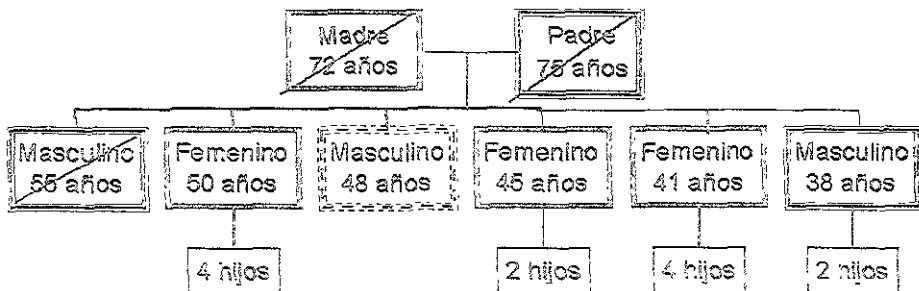 Madre
72 años
Padre
75 años
Masculino
55 años
Femenino
50 años
Masculino
48 años
Femenino
45 años
Femenino
41 años
Masculino
38 años
4 hijos
2 hijos
4 hijos
2 hijos